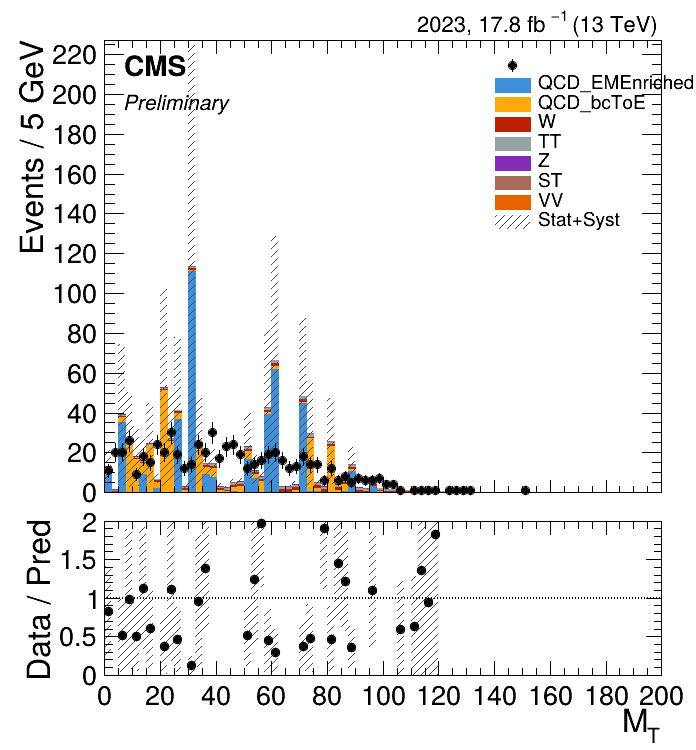 2023, 17.8 fb⁻¹ (13 TeV)
CMS
Preliminary
QCD_EMEnriched
QCD_bcToE
W
TT
Z
ST
VV
Stat+Syst
Events / 5 GeV
220
200
180
160
140
120
100
80
60
40
20
0
Data / Pred
2
1.5
1
0.5
0
0 20 40 60 80 100 120 140 160 180 200
M_T